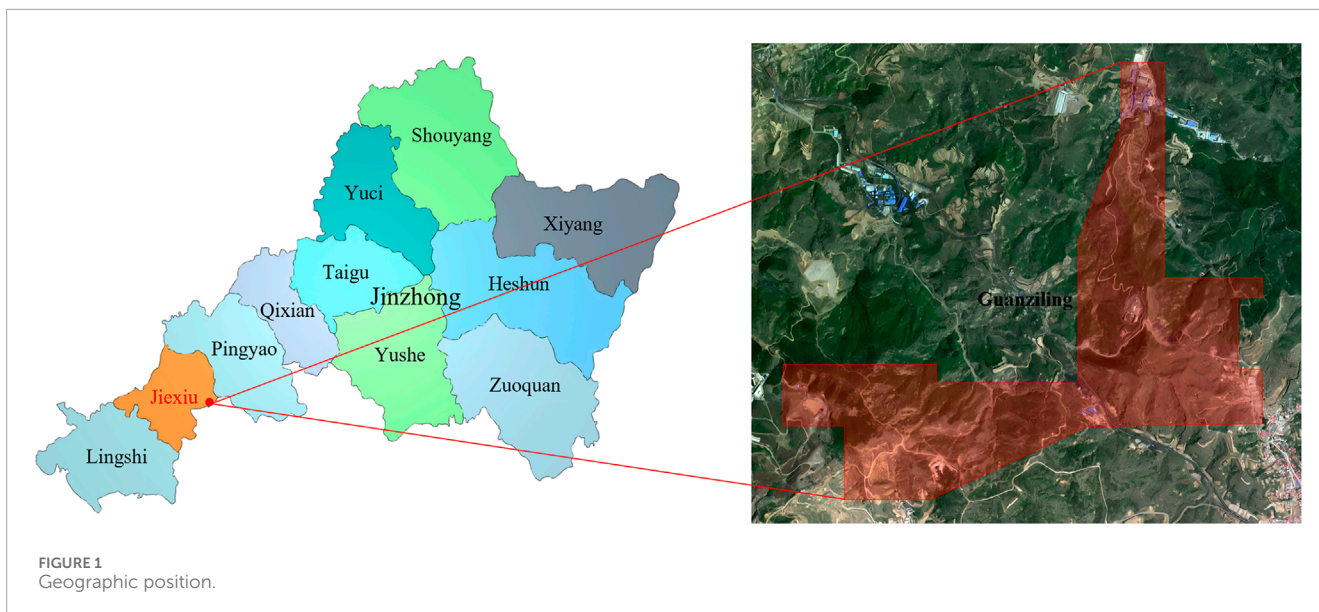 Shouyang
Yuci
Xiyang
Taigu
Heshun
Jinzhong
Qixian
Pingyao
Yushe
Zuoquan
Jiexiu
Lingshi
Guanziling
FIGURE 1
Geographic position.